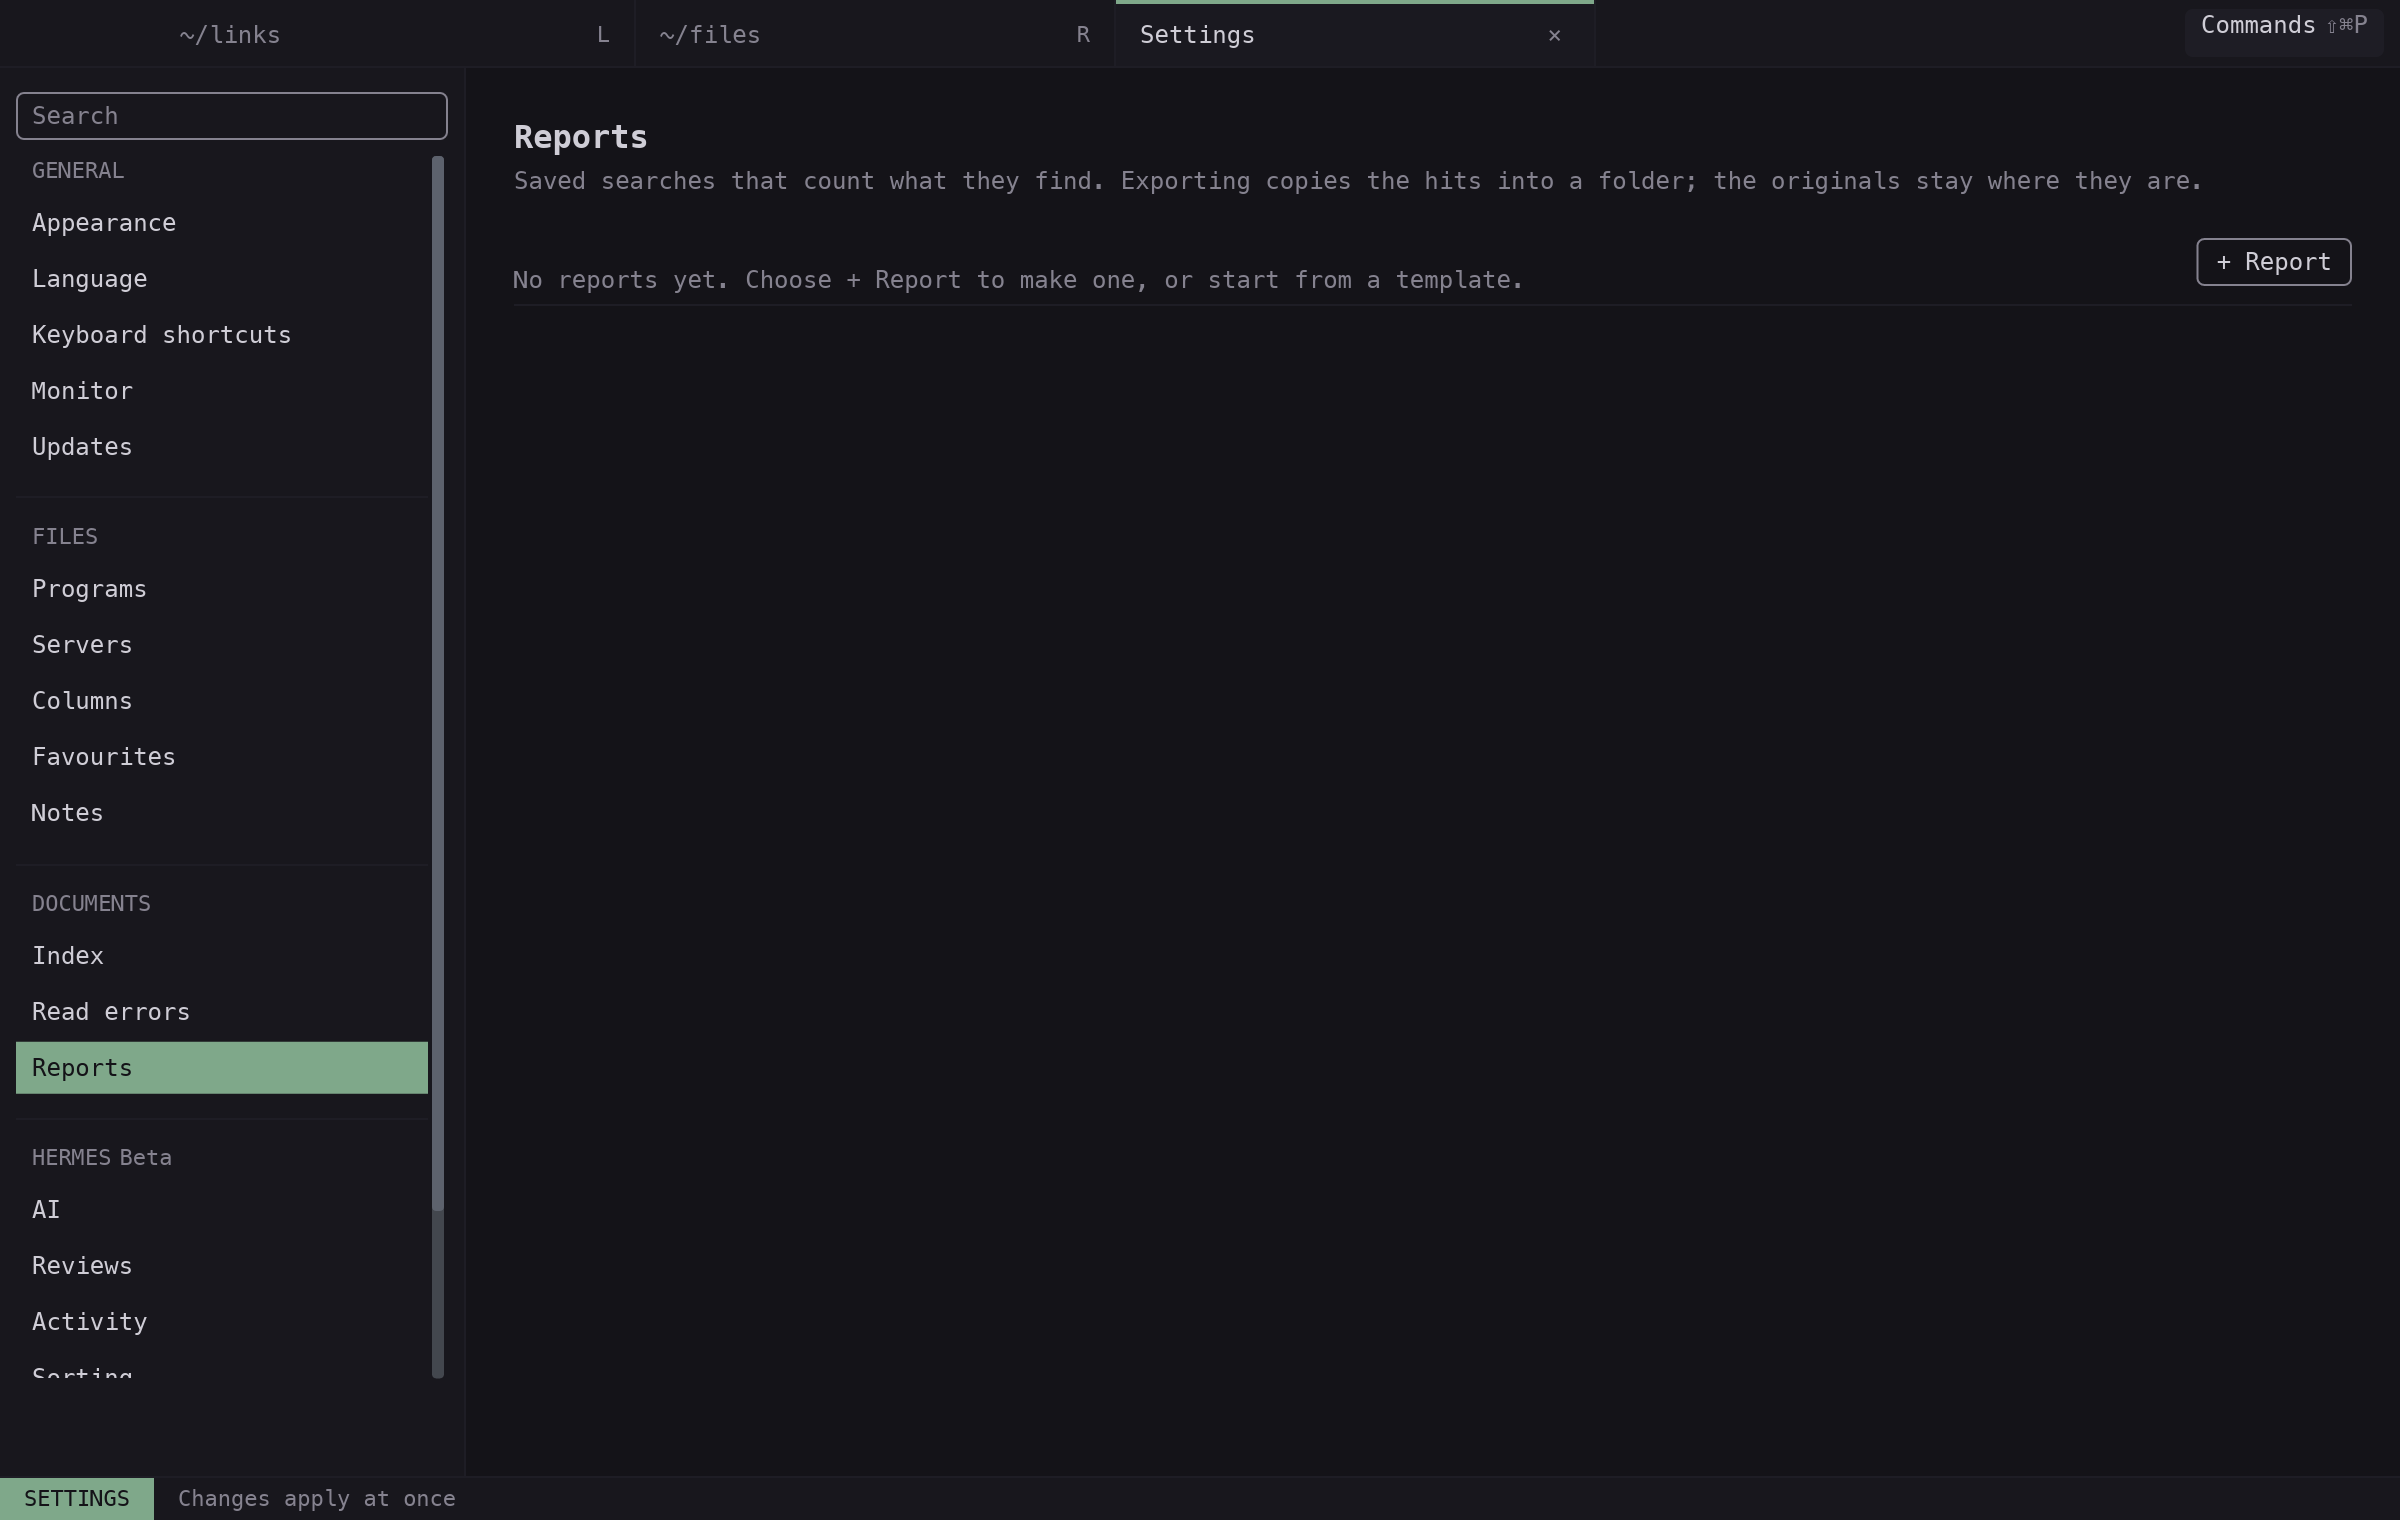 ~/links L ~/files R Settings × Commands ⇧⌘P
Search
GENERAL
Appearance
Language
Keyboard shortcuts
Monitor
Updates
FILES
Programs
Servers
Columns
Favourites
Notes
DOCUMENTS
Index
Read errors
Reports
HERMES Beta
AI
Reviews
Activity
Sorting
Reports
Saved searches that count what they find. Exporting copies the hits into a folder; the originals stay where they are.
+ Report
No reports yet. Choose + Report to make one, or start from a template.
SETTINGS Changes apply at once